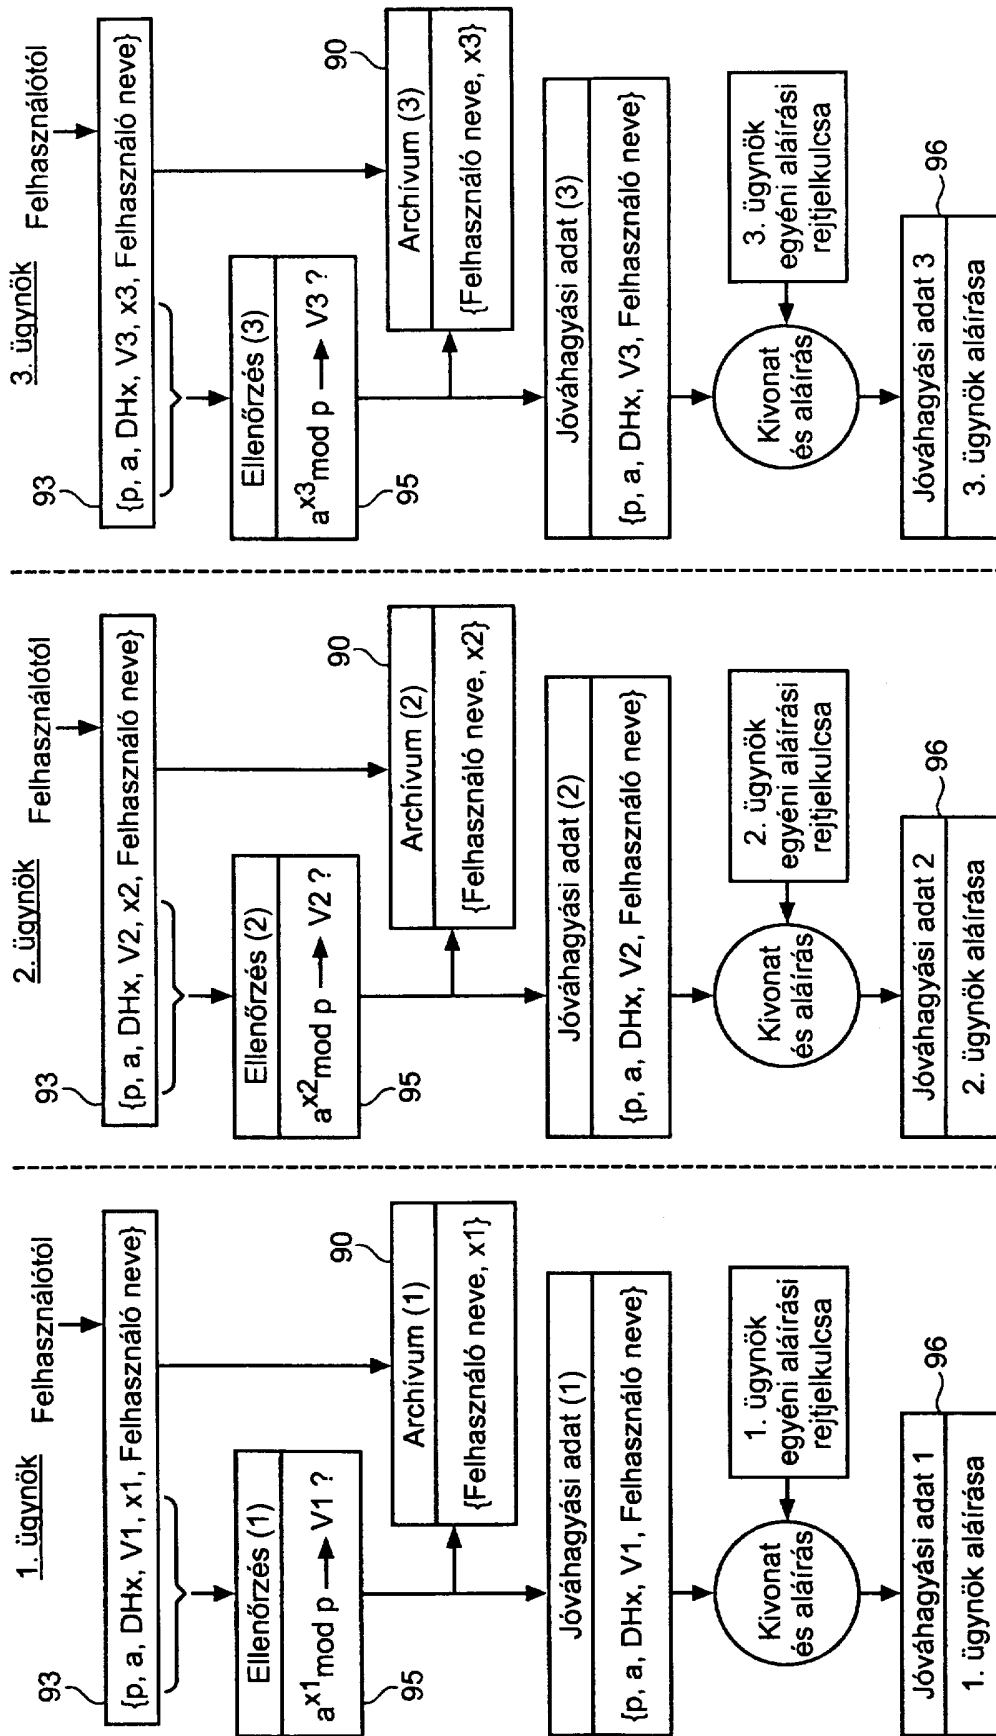 1. ügynök
Felhasználótól
93
{p, a, DHx, V1, x1, Felhasználó neve}
Ellenőrzés (1)
a^x1 mod p → V1 ?
95
90
Archívum (1)
{Felhasználó neve, x1}
Jóváhagyási adat (1)
{p, a, DHx, V1, Felhasználó neve}
Kivonat
és aláírás
1. ügynök
egyéni aláírási
rejtjelkulcsa
96
Jóváhagyási adat 1
1. ügynök aláírása
2. ügynök
Felhasználótól
93
{p, a, DHx, V2, x2, Felhasználó neve}
Ellenőrzés (2)
a^x2 mod p → V2 ?
95
90
Archívum (2)
{Felhasználó neve, x2}
Jóváhagyási adat (2)
{p, a, DHx, V2, Felhasználó neve}
Kivonat
és aláírás
2. ügynök
egyéni aláírási
rejtjelkulcsa
96
Jóváhagyási adat 2
2. ügynök aláírása
3. ügynök
Felhasználótól
93
{p, a, DHx, V3, x3, Felhasználó neve}
Ellenőrzés (3)
a^x3 mod p → V3 ?
95
90
Archívum (3)
{Felhasználó neve, x3}
Jóváhagyási adat (3)
{p, a, DHx, V3, Felhasználó neve}
Kivonat
és aláírás
3. ügynök
egyéni aláírási
rejtjelkulcsa
96
Jóváhagyási adat 3
3. ügynök aláírása